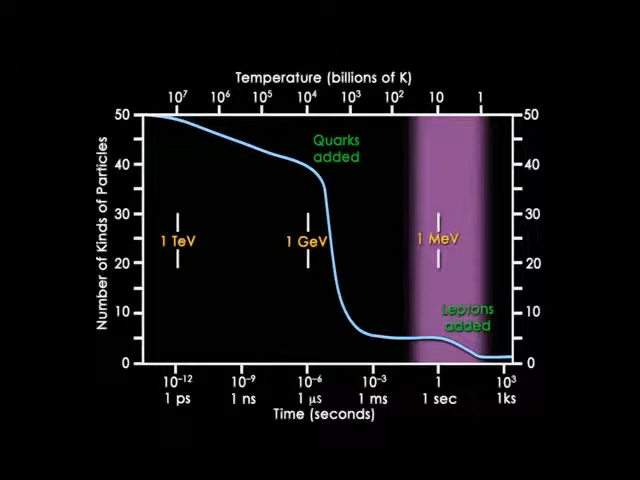 Temperature (billions of K)
10⁷ 10⁶ 10⁵ 10⁴ 10³ 10² 10 1
Number of Kinds of Particles
50 50
40 40
30 30
20 20
10 10
0 0
Quarks
added
1 TeV 1 GeV 1 MeV
Leptons
added
10⁻¹² 10⁻⁹ 10⁻⁶ 10⁻³ 1 10³
1 ps 1 ns 1 µs 1 ms 1 sec 1ks
Time (seconds)